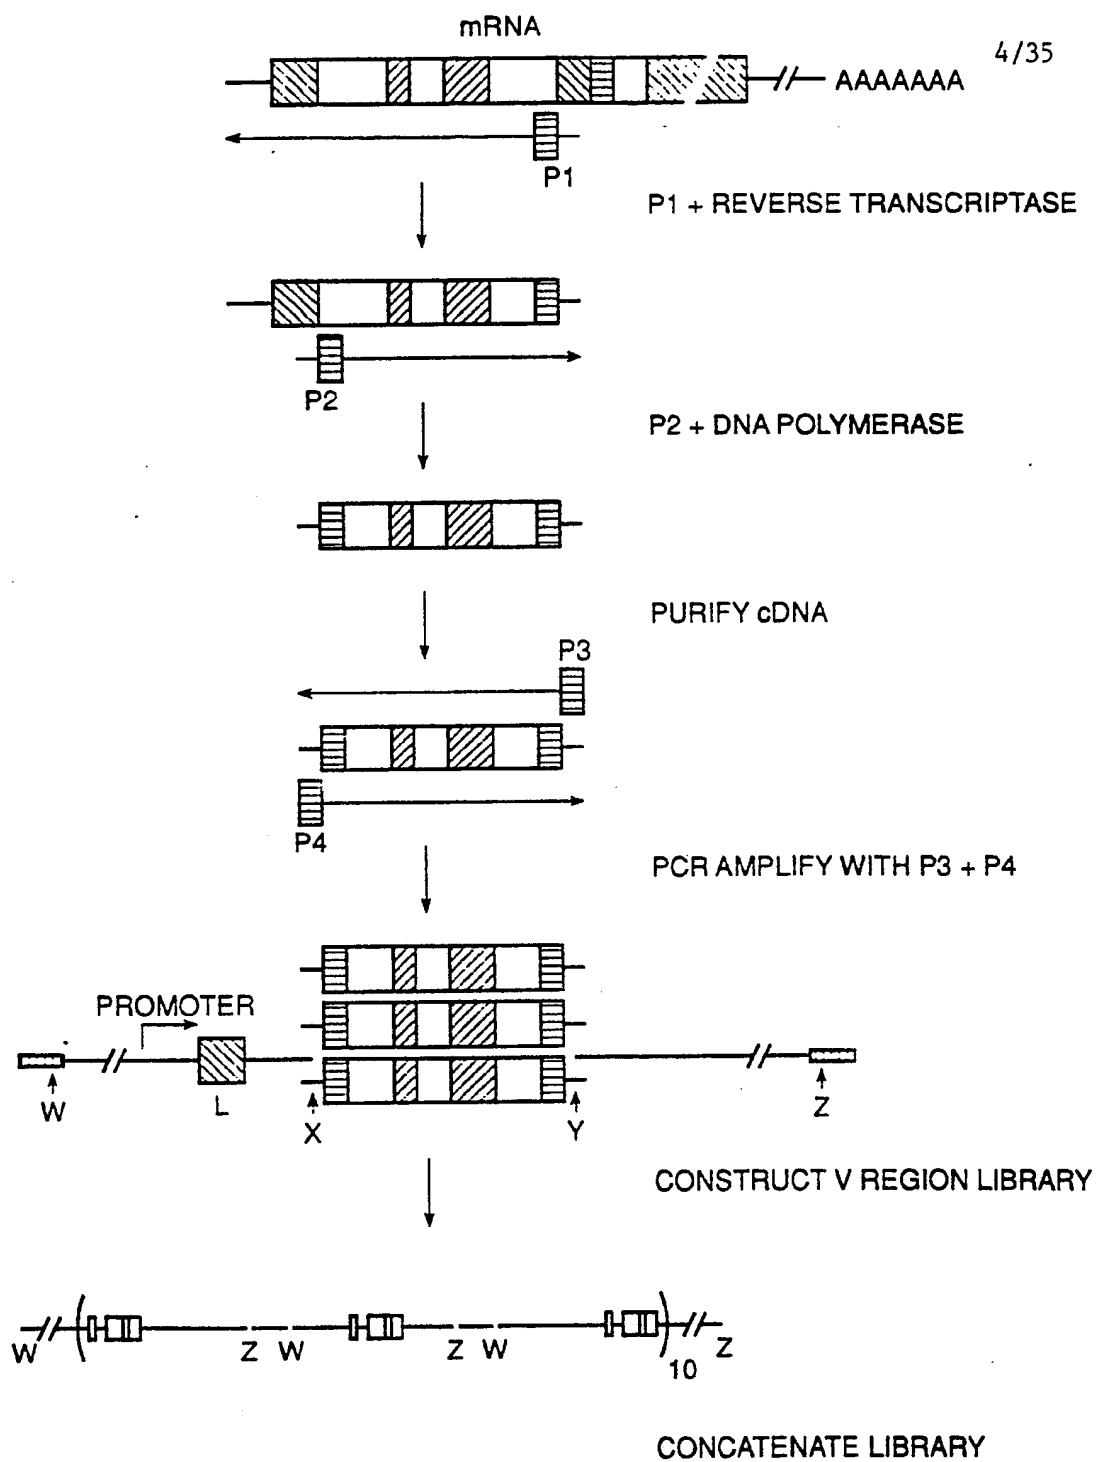 mRNA
4/35
AAAAAAA
P1
P1 + REVERSE TRANSCRIPTASE
P2
P2 + DNA POLYMERASE
PURIFY cDNA
P3
P4
PCR AMPLIFY WITH P3 + P4
PROMOTER
W
L
X
Y
Z
CONSTRUCT V REGION LIBRARY
W
Z W
Z W
10
Z
CONCATENATE LIBRARY